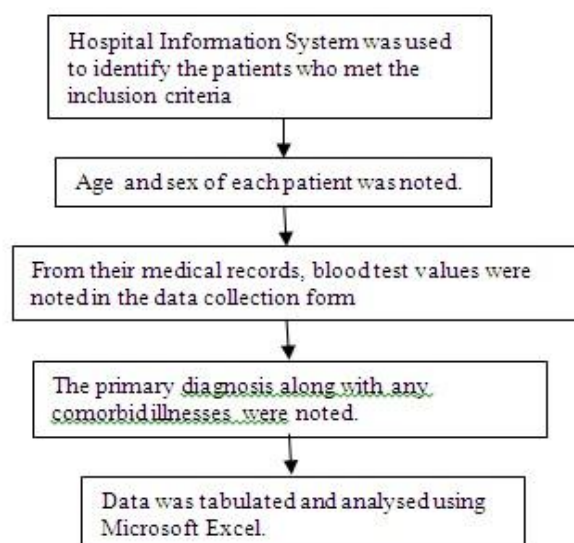 Hospital Information System was used
to identify the patients who met the
inclusion criteria
Age and sex of each patient was noted.
From their medical records, blood test values were
noted in the data collection form
The primary diagnosis along with any
comorbid illnesses were noted.
Data was tabulated and analysed using
Microsoft Excel.